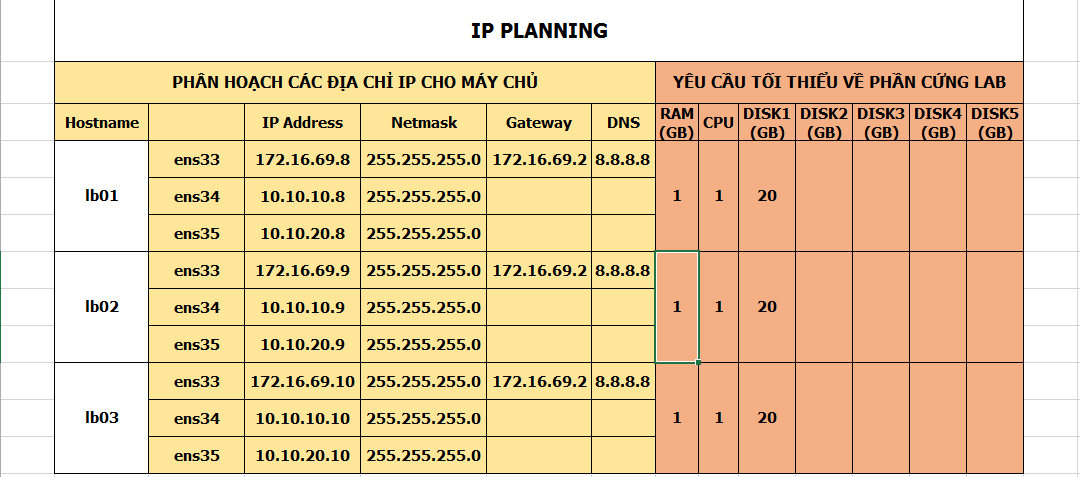 IP PLANNING
PHÂN HOẠCH CÁC ĐỊA CHỈ IP CHO MÁY CHỦ YÊU CẦU TỐI THIỂU VỀ PHẦN CỨNG LAB
Hostname IP Address Netmask Gateway DNS RAM (GB) CPU DISK1 (GB) DISK2 (GB) DISK3 (GB) DISK4 (GB) DISK5 (GB)
ens33 172.16.69.8 255.255.255.0 172.16.69.2 8.8.8.8
lb01 ens34 10.10.10.8 255.255.255.0 1 1 20
ens35 10.10.20.8 255.255.255.0
ens33 172.16.69.9 255.255.255.0 172.16.69.2 8.8.8.8
lb02 ens34 10.10.10.9 255.255.255.0 1 1 20
ens35 10.10.20.9 255.255.255.0
ens33 172.16.69.10 255.255.255.0 172.16.69.2 8.8.8.8
lb03 ens34 10.10.10.10 255.255.255.0 1 1 20
ens35 10.10.20.10 255.255.255.0